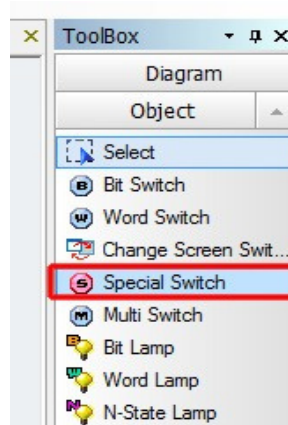 ToolBox
Diagram
Object
Select
B Bit Switch
W Word Switch
Change Screen Swit...
S Special Switch
M Multi Switch
B Bit Lamp
W Word Lamp
N N-State Lamp